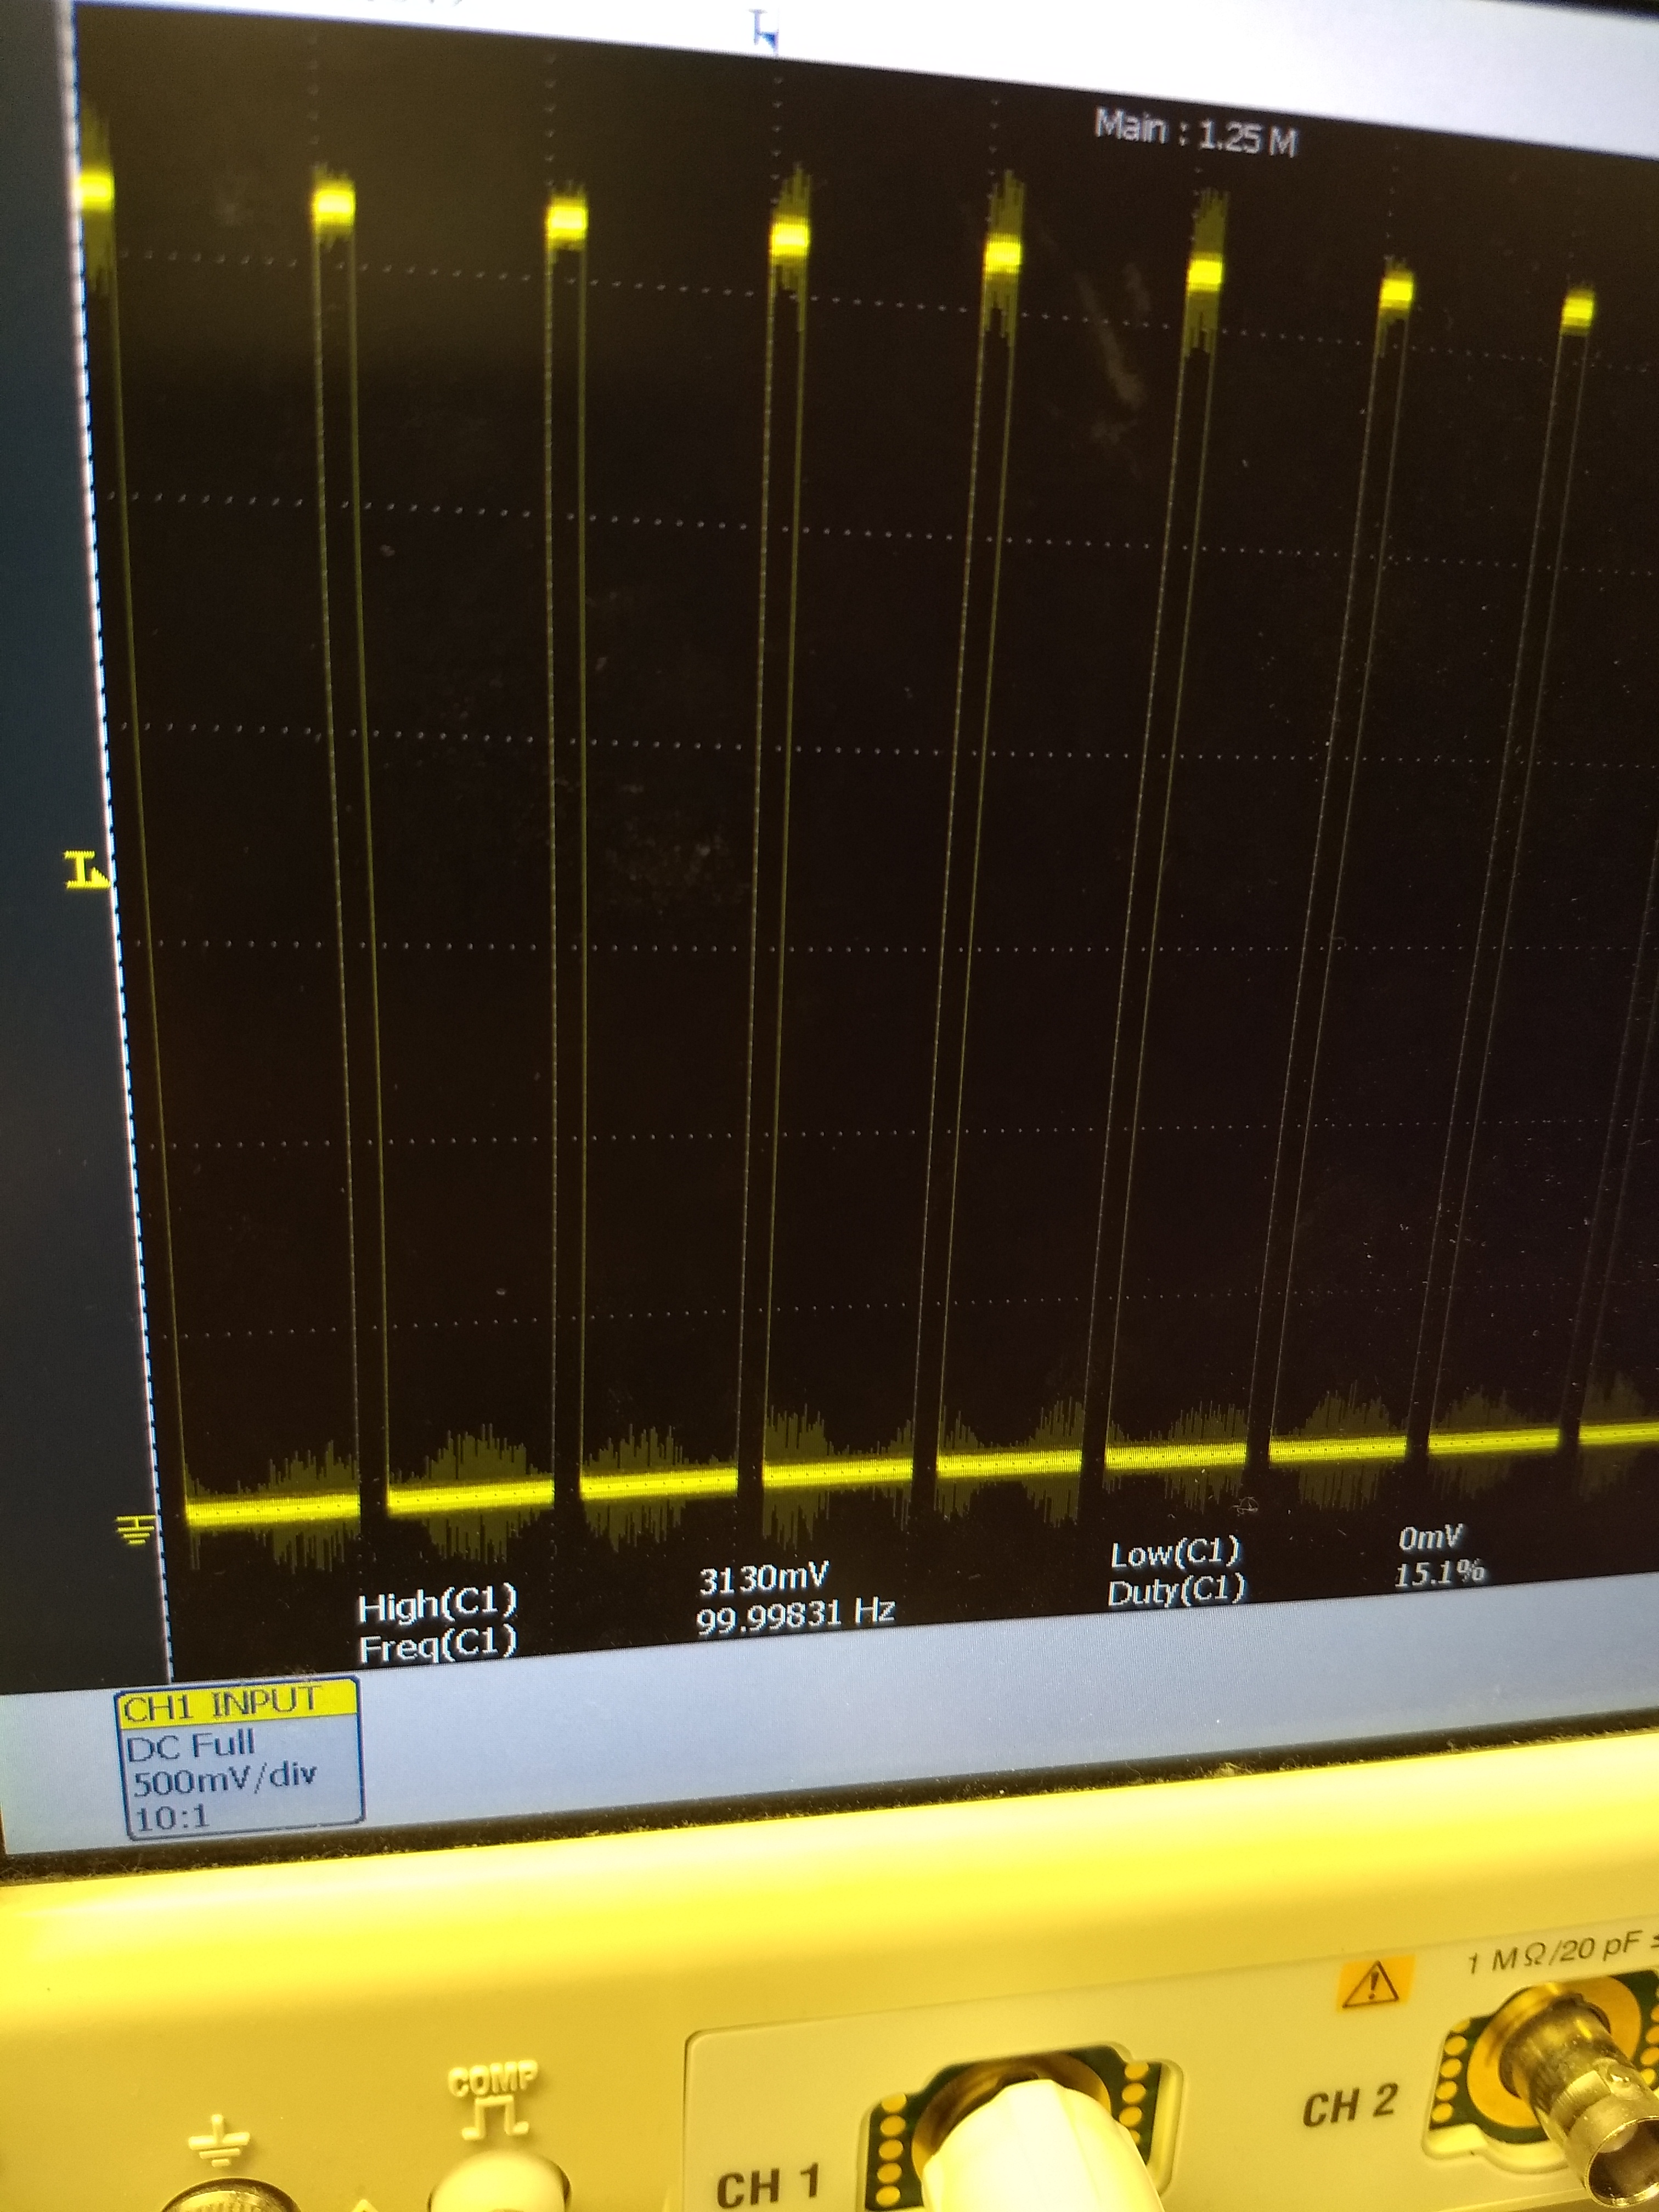 Main : 1.25 M
High(C1) 3130mV Low(C1) 0mV
Freq(C1) 99.99831 Hz Duty(C1) 15.1%
CH1 INPUT
DC Full
500mV/div
10:1
1 MΩ/20 pF
COMP
CH 1
CH 2